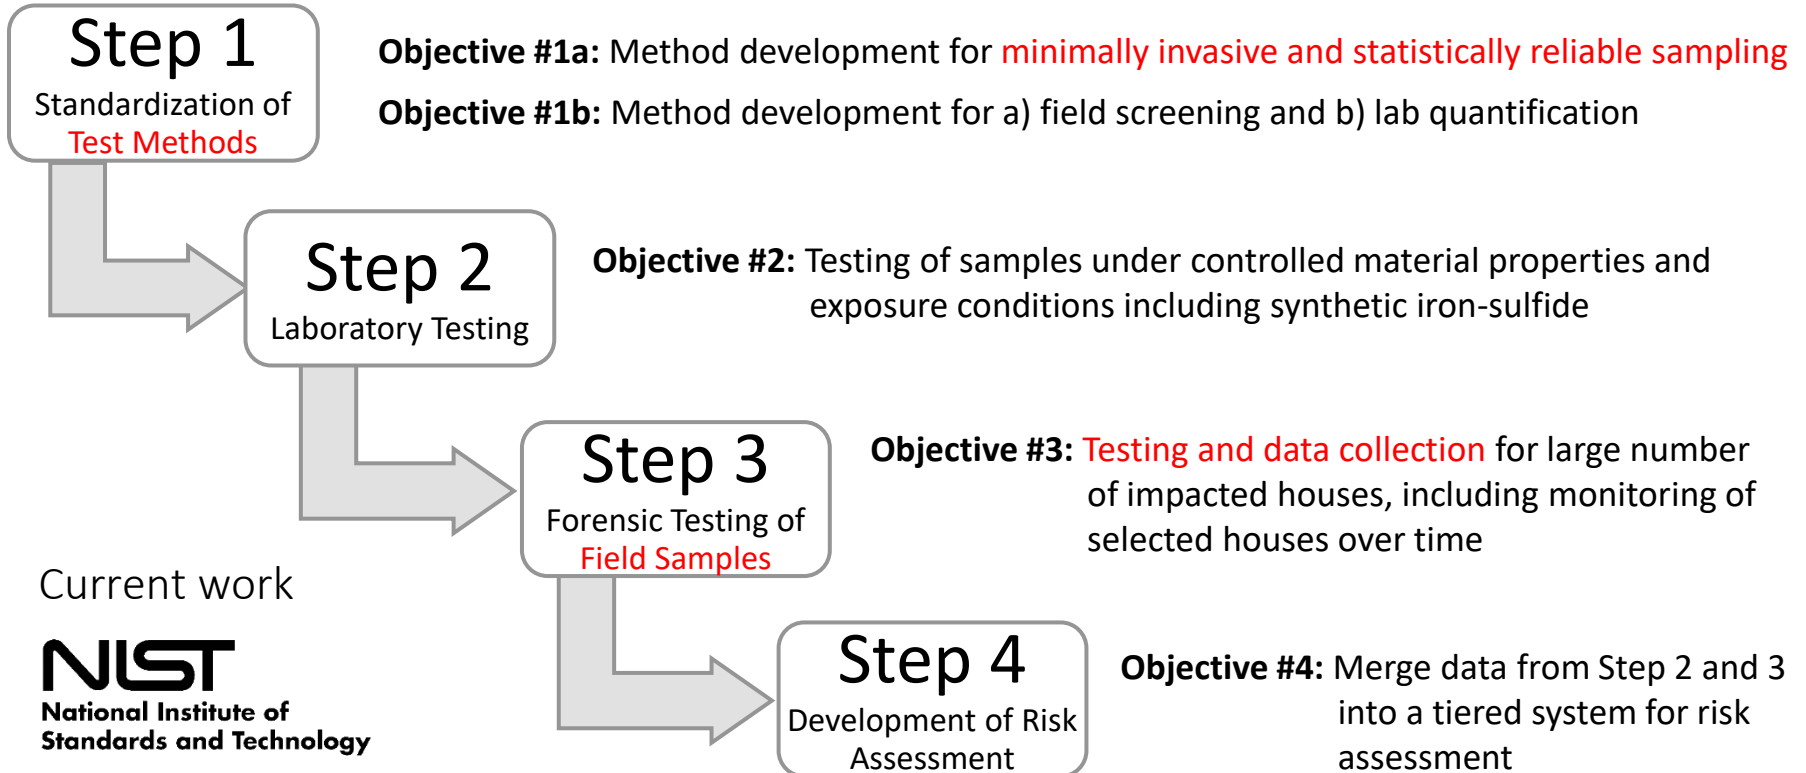 Step 1
Standardization of
Test Methods
Objective #1a: Method development for minimally invasive and statistically reliable sampling
Objective #1b: Method development for a) field screening and b) lab quantification
Step 2
Laboratory Testing
Objective #2: Testing of samples under controlled material properties and
exposure conditions including synthetic iron-sulfide
Step 3
Forensic Testing of
Field Samples
Objective #3: Testing and data collection for large number
of impacted houses, including monitoring of
selected houses over time
Current work
NIST
National Institute of
Standards and Technology
Step 4
Development of Risk
Assessment
Objective #4: Merge data from Step 2 and 3
into a tiered system for risk
assessment